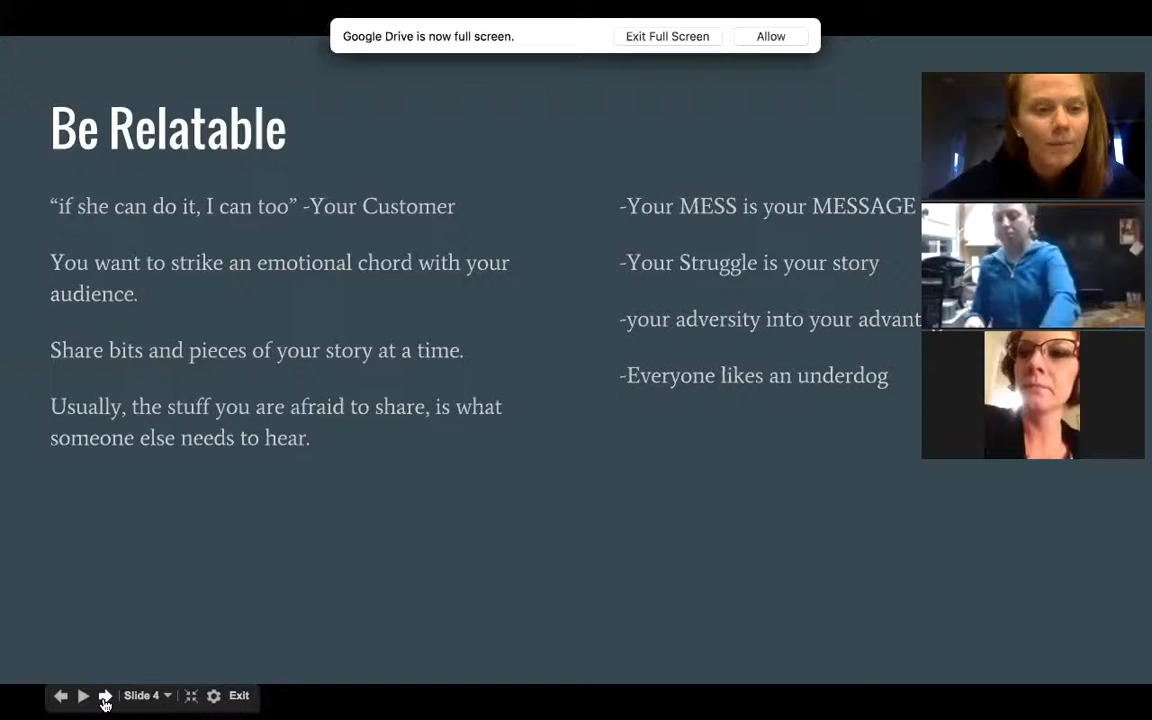 Google Drive is now full screen.
Exit Full Screen
Allow
Be Relatable
“if she can do it, I can too” -Your Customer
You want to strike an emotional chord with your
audience.
Share bits and pieces of your story at a time.
Usually, the stuff you are afraid to share, is what
someone else needs to hear.
-Your MESS is your MESSAGE
-Your Struggle is your story
-your adversity into your
-Everyone likes an underdog
Slide 4
Exit